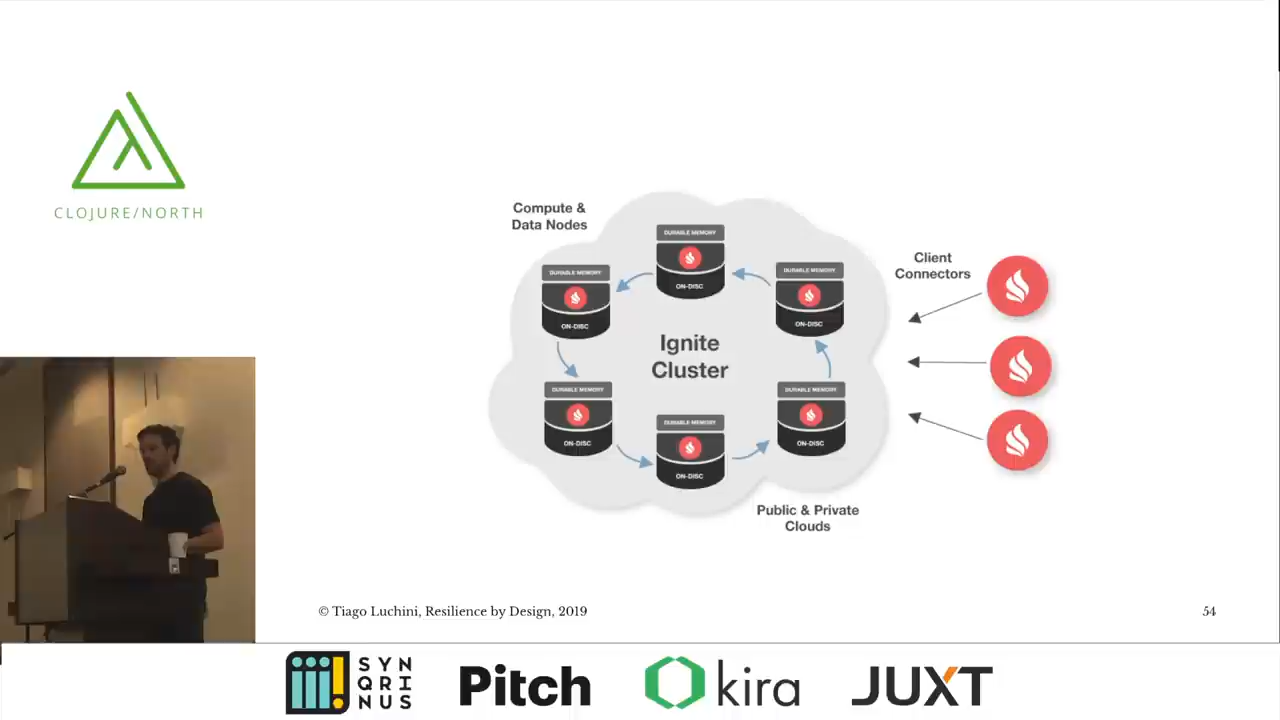 CLOJURE/NORTH
Compute &
Data Nodes
DURABLE MEMORY
ON-DISC
DURABLE MEMORY
ON-DISC
DURABLE MEMORY
ON-DISC
Client
Connectors
Ignite
Cluster
DURABLE MEMORY
ON-DISC
DURABLE MEMORY
ON-DISC
DURABLE MEMORY
ON-DISC
Public & Private
Clouds
© Tiago Luchini, Resilience by Design, 2019
54
SYN
QRI
NUS
Pitch
kira
JUXT